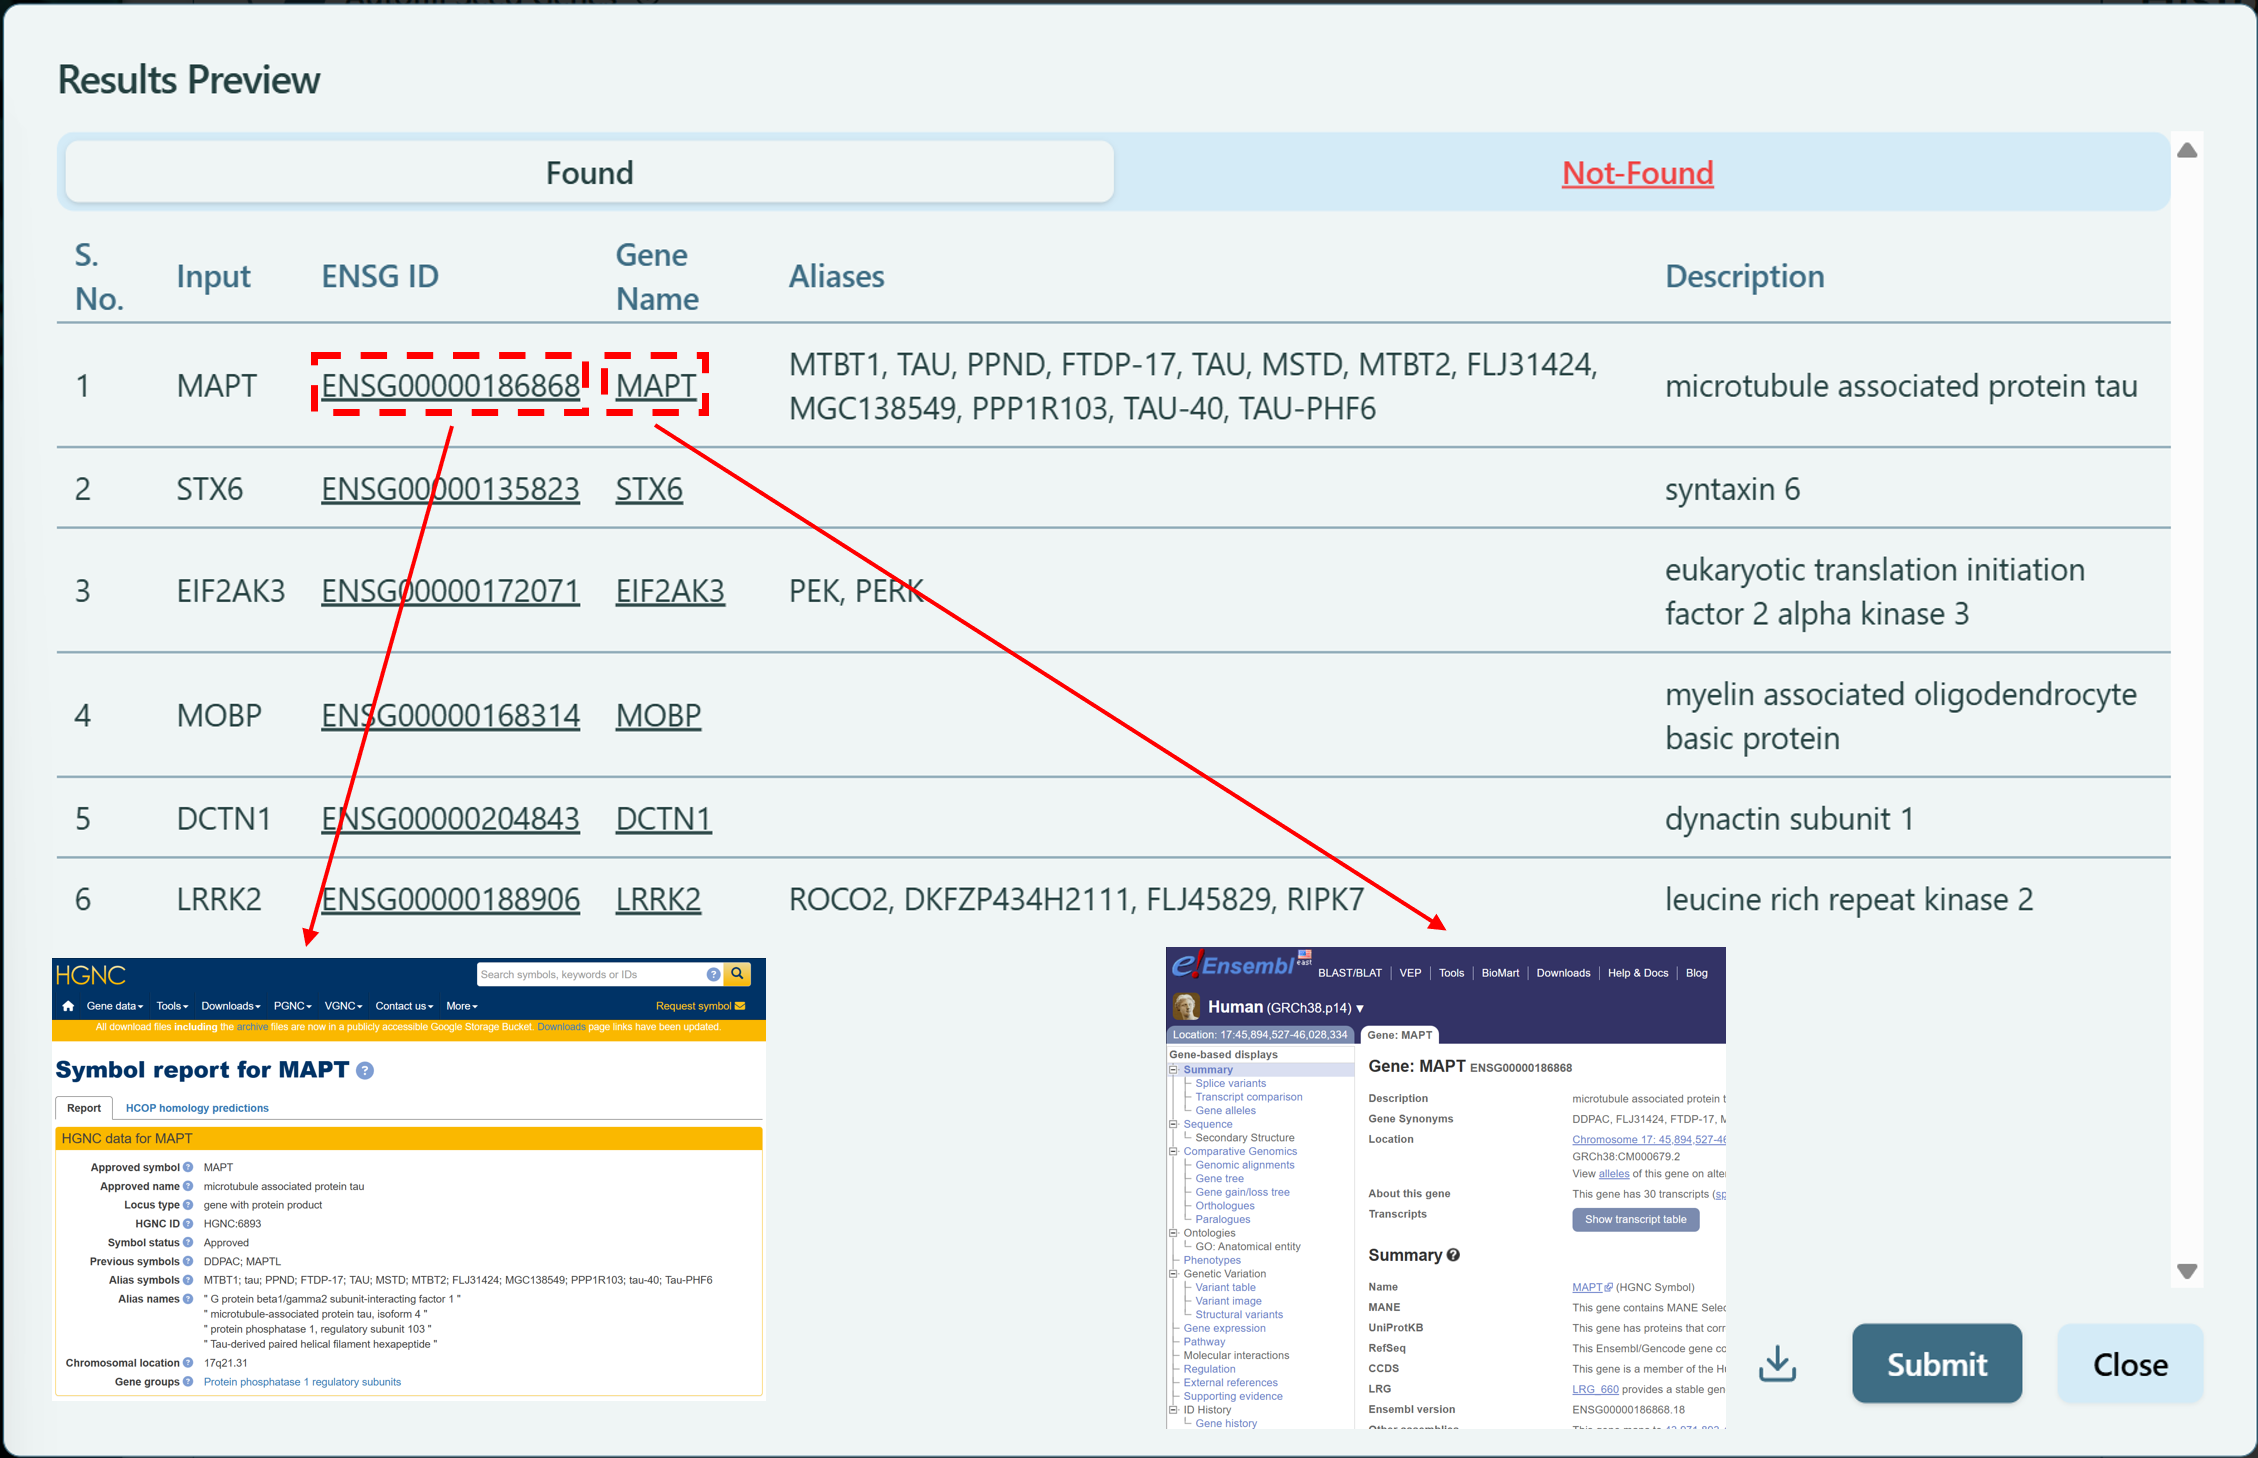 Results Preview
Found
Not-Found
S. No.
Input
ENSG ID
Gene Name
Aliases
Description
1
MAPT
ENSG00000186868
MAPT
MTBT1, TAU, PPND, FTDP-17, TAU, MSTD, MTBT2, FLJ31424,
MGC138549, PPP1R103, TAU-40, TAU-PHF6
microtubule associated protein tau
2
STX6
ENSG00000135823
STX6
syntaxin 6
3
EIF2AK3
ENSG00000172071
EIF2AK3
PEK, PERK
eukaryotic translation initiation
factor 2 alpha kinase 3
4
MOBP
ENSG00000168314
MOBP
myelin associated oligodendrocyte
basic protein
5
DCTN1
ENSG00000204843
DCTN1
dynactin subunit 1
6
LRRK2
ENSG00000188906
LRRK2
ROCO2, DKFZP434H2111, FLJ45829, RIPK7
leucine rich repeat kinase 2
HGNC
Search symbols, keywords or IDs
Gene data Tools Downloads PGNC VGNC Contact us More Request symbol
All download files including the archive files are now in a publicly accessible Google Storage Bucket. Downloads page links have been updated.
Symbol report for MAPT ?
Report
HCOP homology predictions
HGNC data for MAPT
Approved symbol ? MAPT
Approved name ? microtubule associated protein tau
Locus type ? gene with protein product
HGNC ID ? HGNC:6893
Symbol status ? Approved
Previous symbols ? DDPAC; MAPTL
Alias symbols ? MTBT1; tau; PPND; FTDP-17; TAU; MSTD; MTBT2; FLJ31424; MGC138549; PPP1R103; tau-40; Tau-PHF6
Alias names ? " G protein beta1/gamma2 subunit-interacting factor 1 "
" microtubule-associated protein tau, isoform 4 "
" protein phosphatase 1, regulatory subunit 103 "
" Tau-derived paired helical filament hexapeptide "
Chromosomal location ? 17q21.31
Gene groups ? Protein phosphatase 1 regulatory subunits
e!Ensembl east
BLAST/BLAT | VEP | Tools | BioMart | Downloads | Help & Docs | Blog
Human (GRCh38.p14) ▼
Location: 17:45,894,527-46,028,334
Gene: MAPT
Gene-based displays
Summary
Splice variants
Transcript comparison
Gene alleles
Sequence
Secondary Structure
Comparative Genomics
Genomic alignments
Gene tree
Gene gain/loss tree
Orthologues
Paralogues
Ontologies
GO: Anatomical entity
Phenotypes
Genetic Variation
Variant table
Variant image
Structural variants
Gene expression
Pathway
Molecular interactions
Regulation
External references
Supporting evidence
ID History
Gene history
Gene: MAPT ENSG00000186868
Description microtubule associated protein t
Gene Synonyms DDPAC, FLJ31424, FTDP-17, M
Location Chromosome 17: 45,894,527-46
GRCh38:CM000679.2
View alleles of this gene on alte
About this gene This gene has 30 transcripts (sp
Transcripts Show transcript table
Summary ?
Name MAPT (HGNC Symbol)
MANE This gene contains MANE Selec
UniProtKB This gene has proteins that corr
RefSeq This Ensembl/Gencode gene co
CCDS This gene is a member of the H
LRG LRG_660 provides a stable gen
Ensembl version ENSG00000186868.18
Submit
Close